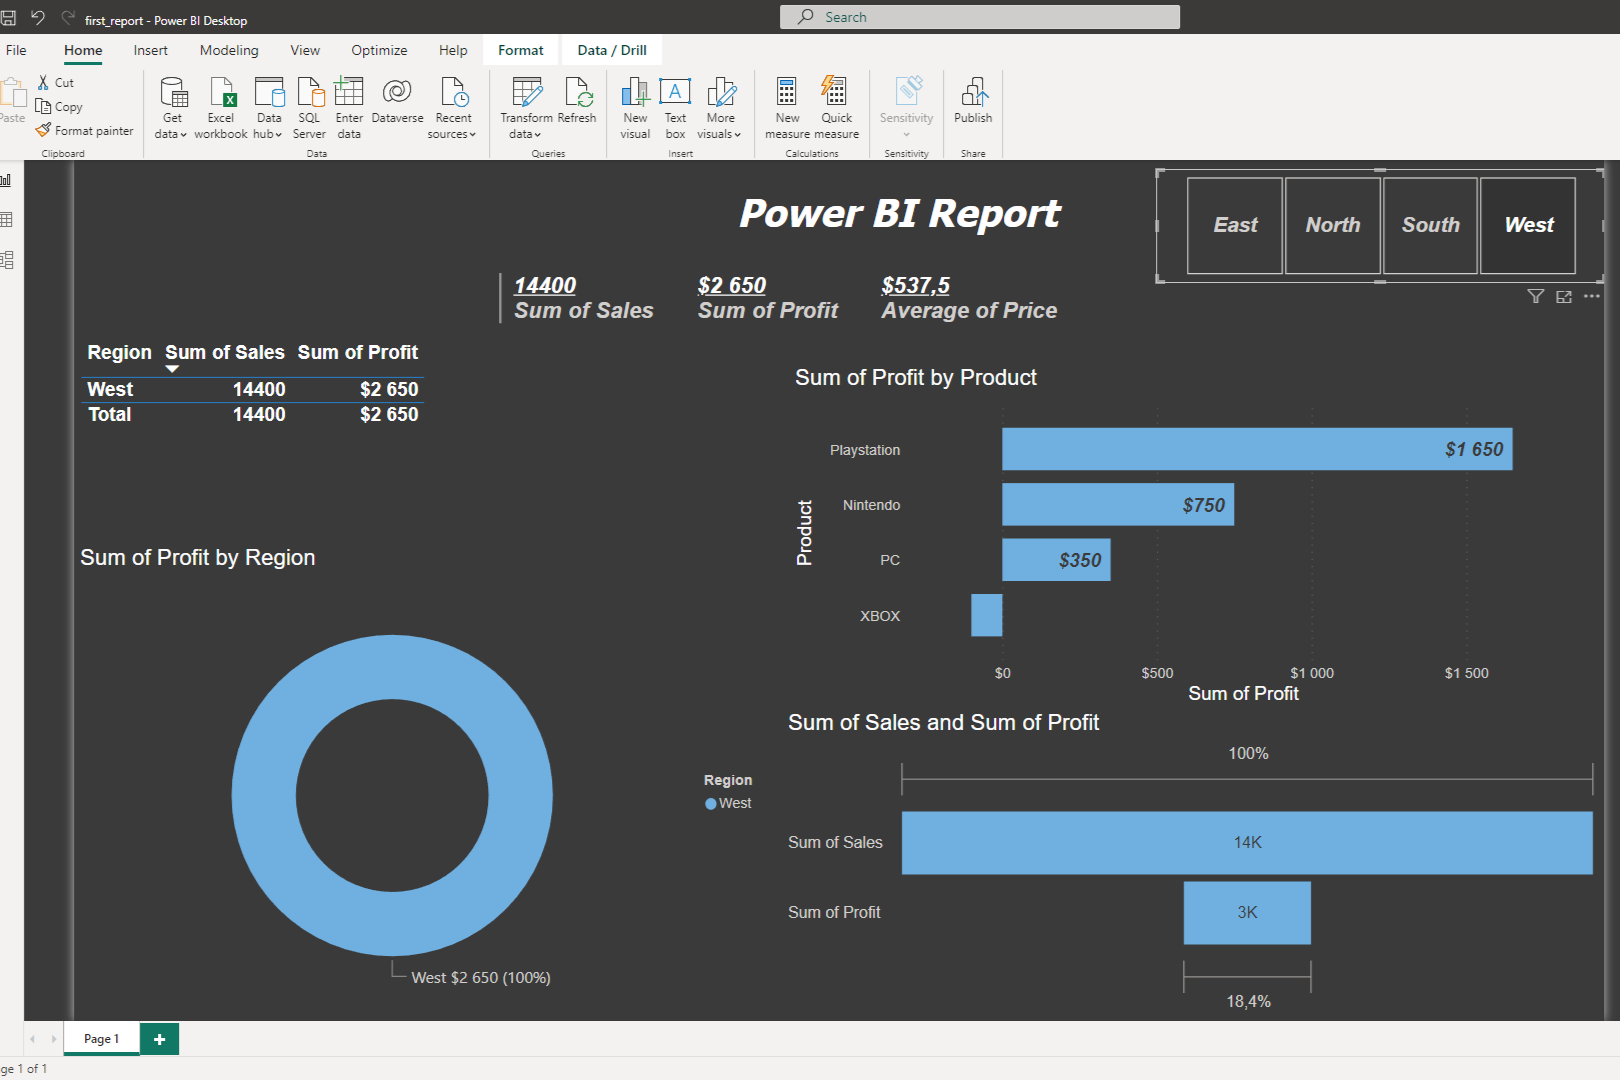 first_report - Power BI Desktop
Search
File Home Insert Modeling View Optimize Help Format Data / Drill
Paste
Cut
Copy
Format painter
Clipboard
Get data
Excel workbook
Data hub
SQL Server
Enter data
Dataverse
Recent sources
Data
Transform data
Refresh
Queries
New visual
Text box
More visuals
Insert
New measure
Quick measure
Calculations
Sensitivity
Sensitivity
Publish
Share
Power BI Report
East North South West
14400
Sum of Sales
$2 650
Sum of Profit
$537,5
Average of Price
Region Sum of Sales Sum of Profit
West 14400 $2 650
Total 14400 $2 650
Sum of Profit by Product
Product
Playstation $1 650
Nintendo $750
PC $350
XBOX
$0 $500 $1 000 $1 500
Sum of Profit
Sum of Profit by Region
Region
West
West $2 650 (100%)
Sum of Sales and Sum of Profit
100%
Sum of Sales 14K
Sum of Profit 3K
18,4%
Page 1
ge 1 of 1